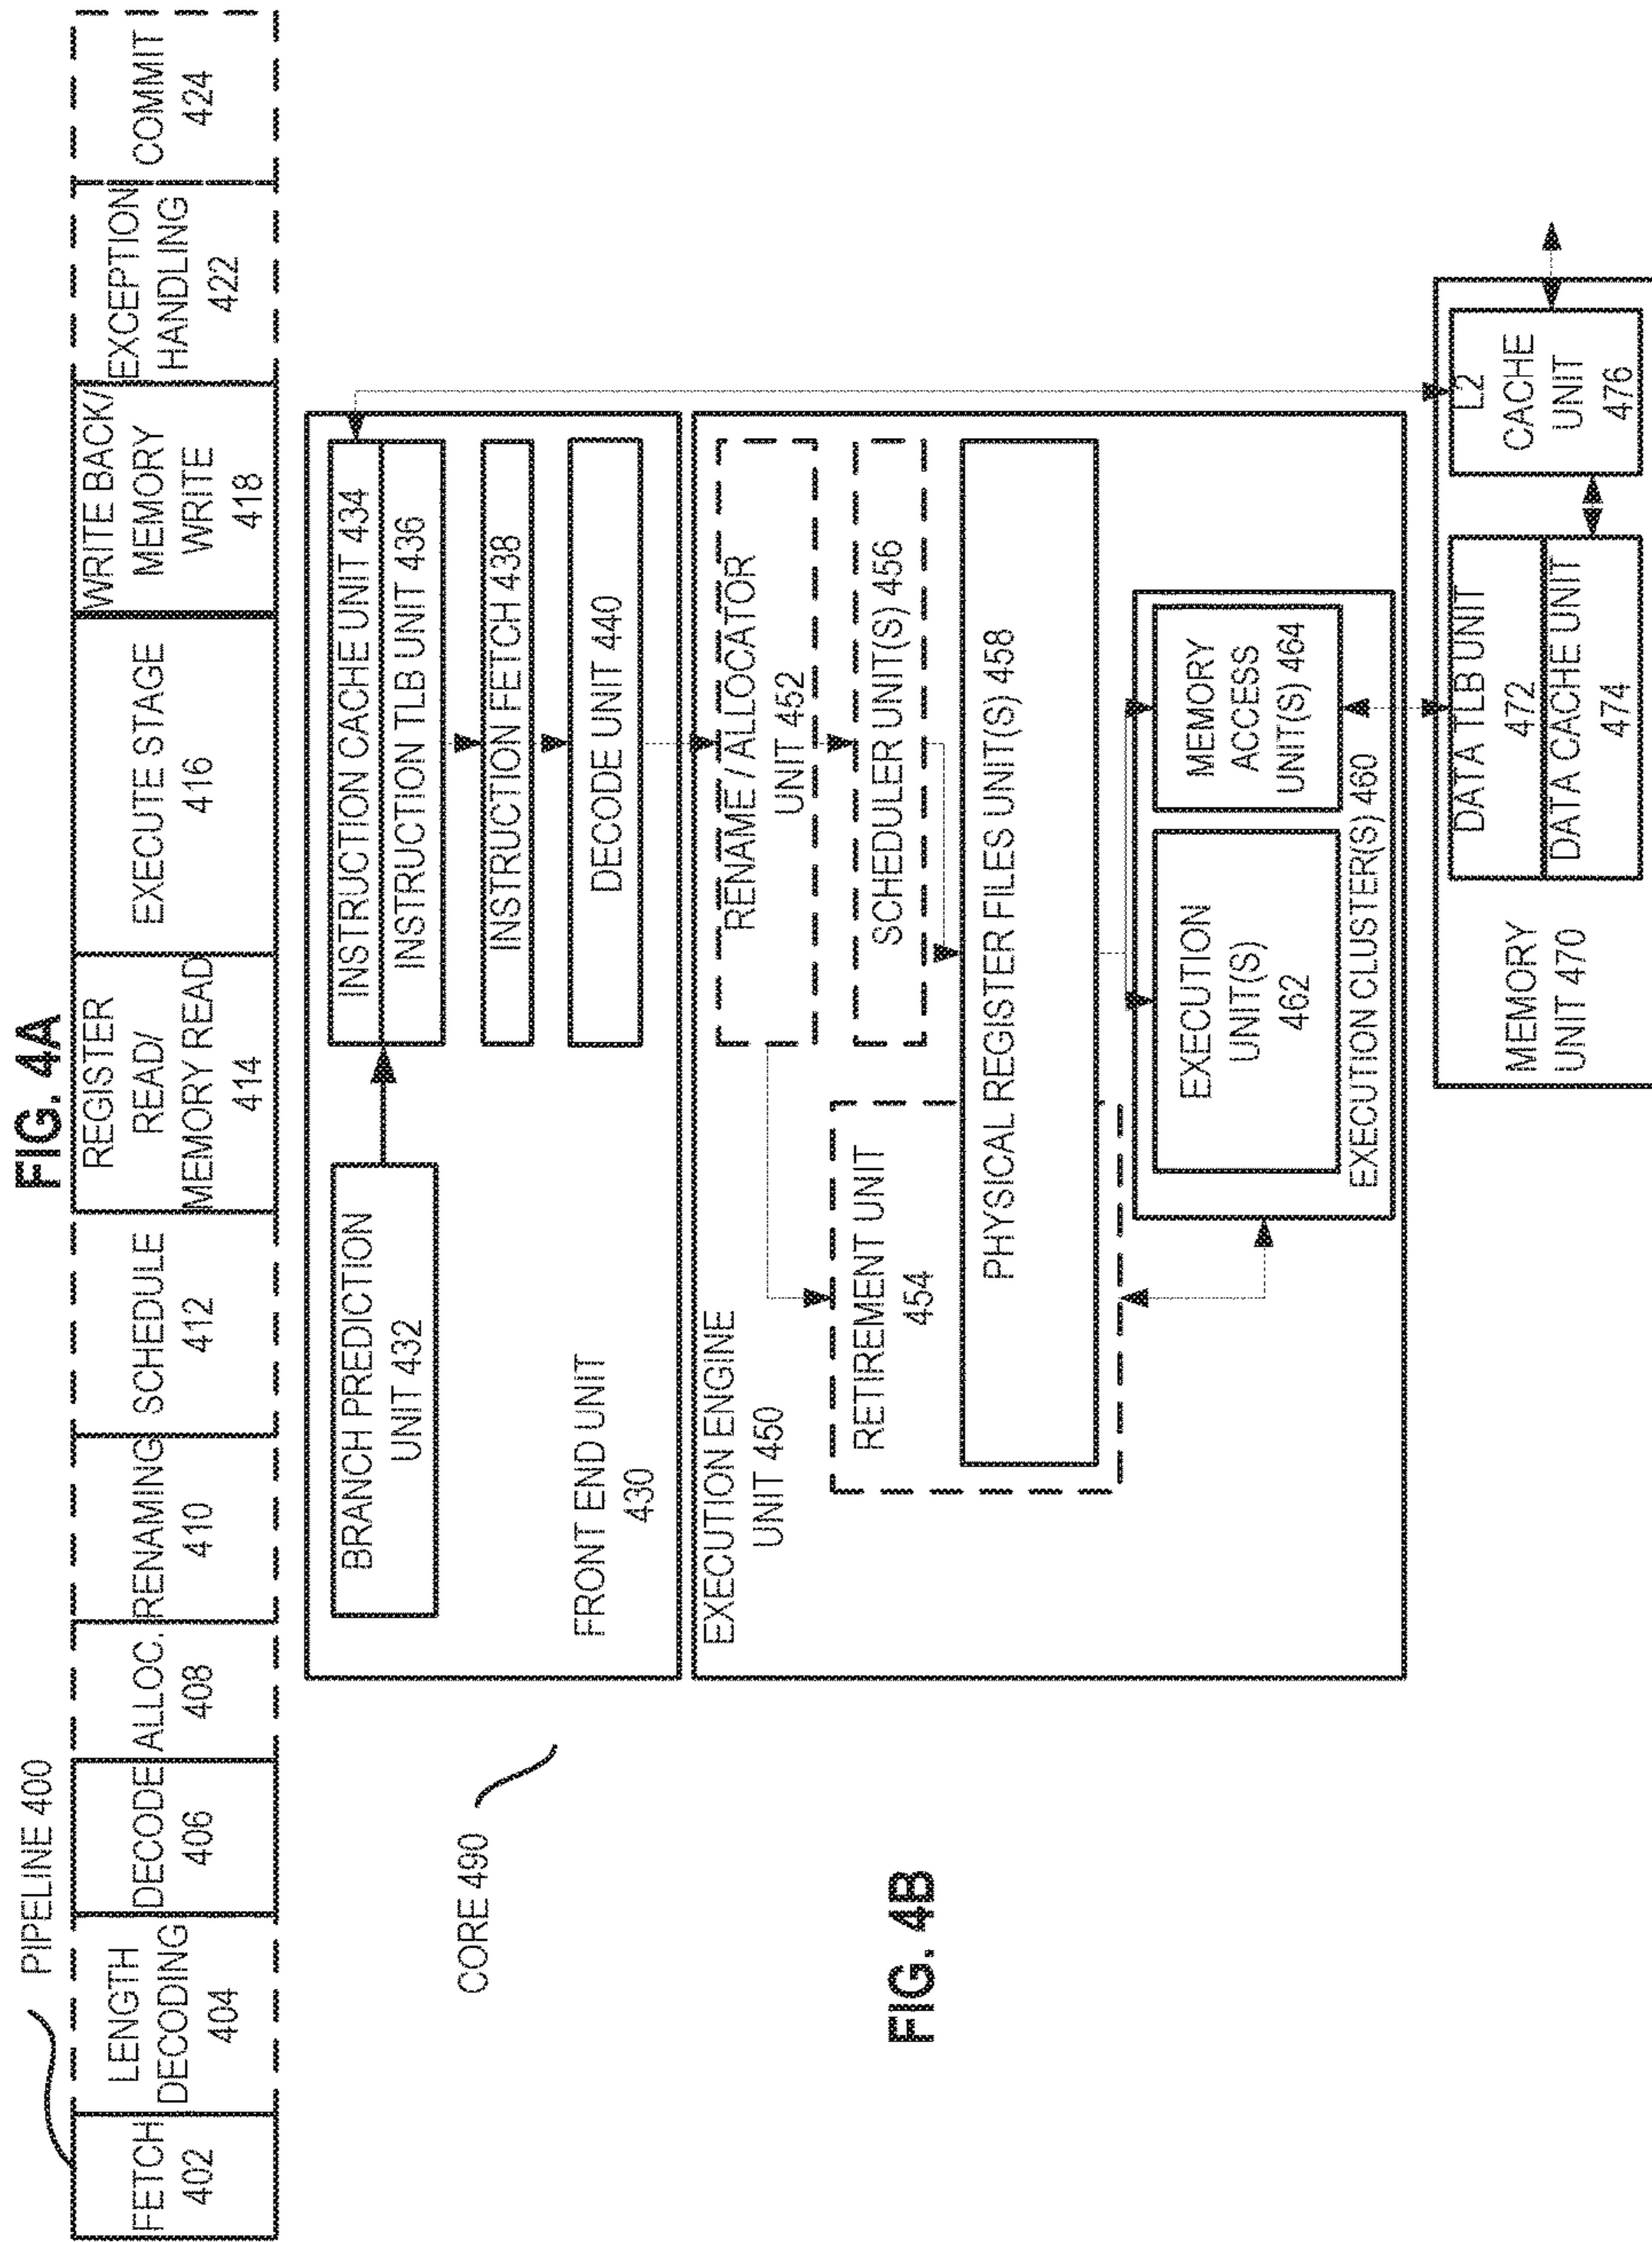 FIG. 4A
PIPELINE 400
FETCH
402
LENGTH
DECODING
404
DECODE
406
ALLOC.
408
RENAMING
410
SCHEDULE
412
REGISTER
READ/
MEMORY READ
414
EXECUTE STAGE
416
WRITE BACK/
MEMORY
WRITE
418
EXCEPTION
HANDLING
422
COMMIT
424
CORE 490
BRANCH PREDICTION
UNIT 432
INSTRUCTION CACHE UNIT 434
INSTRUCTION TLB UNIT 436
INSTRUCTION FETCH 438
DECODE UNIT 440
FRONT END UNIT
430
EXECUTION ENGINE
UNIT 450
RENAME / ALLOCATOR
UNIT 452
RETIREMENT UNIT
454
SCHEDULER UNIT(S) 456
PHYSICAL REGISTER FILES UNIT(S) 458
EXECUTION
UNIT(S)
462
MEMORY
ACCESS
UNIT(S) 464
EXECUTION CLUSTER(S) 460
MEMORY
UNIT 470
DATA TLB UNIT
472
DATA CACHE UNIT
474
L2
CACHE
UNIT
476
FIG. 4B